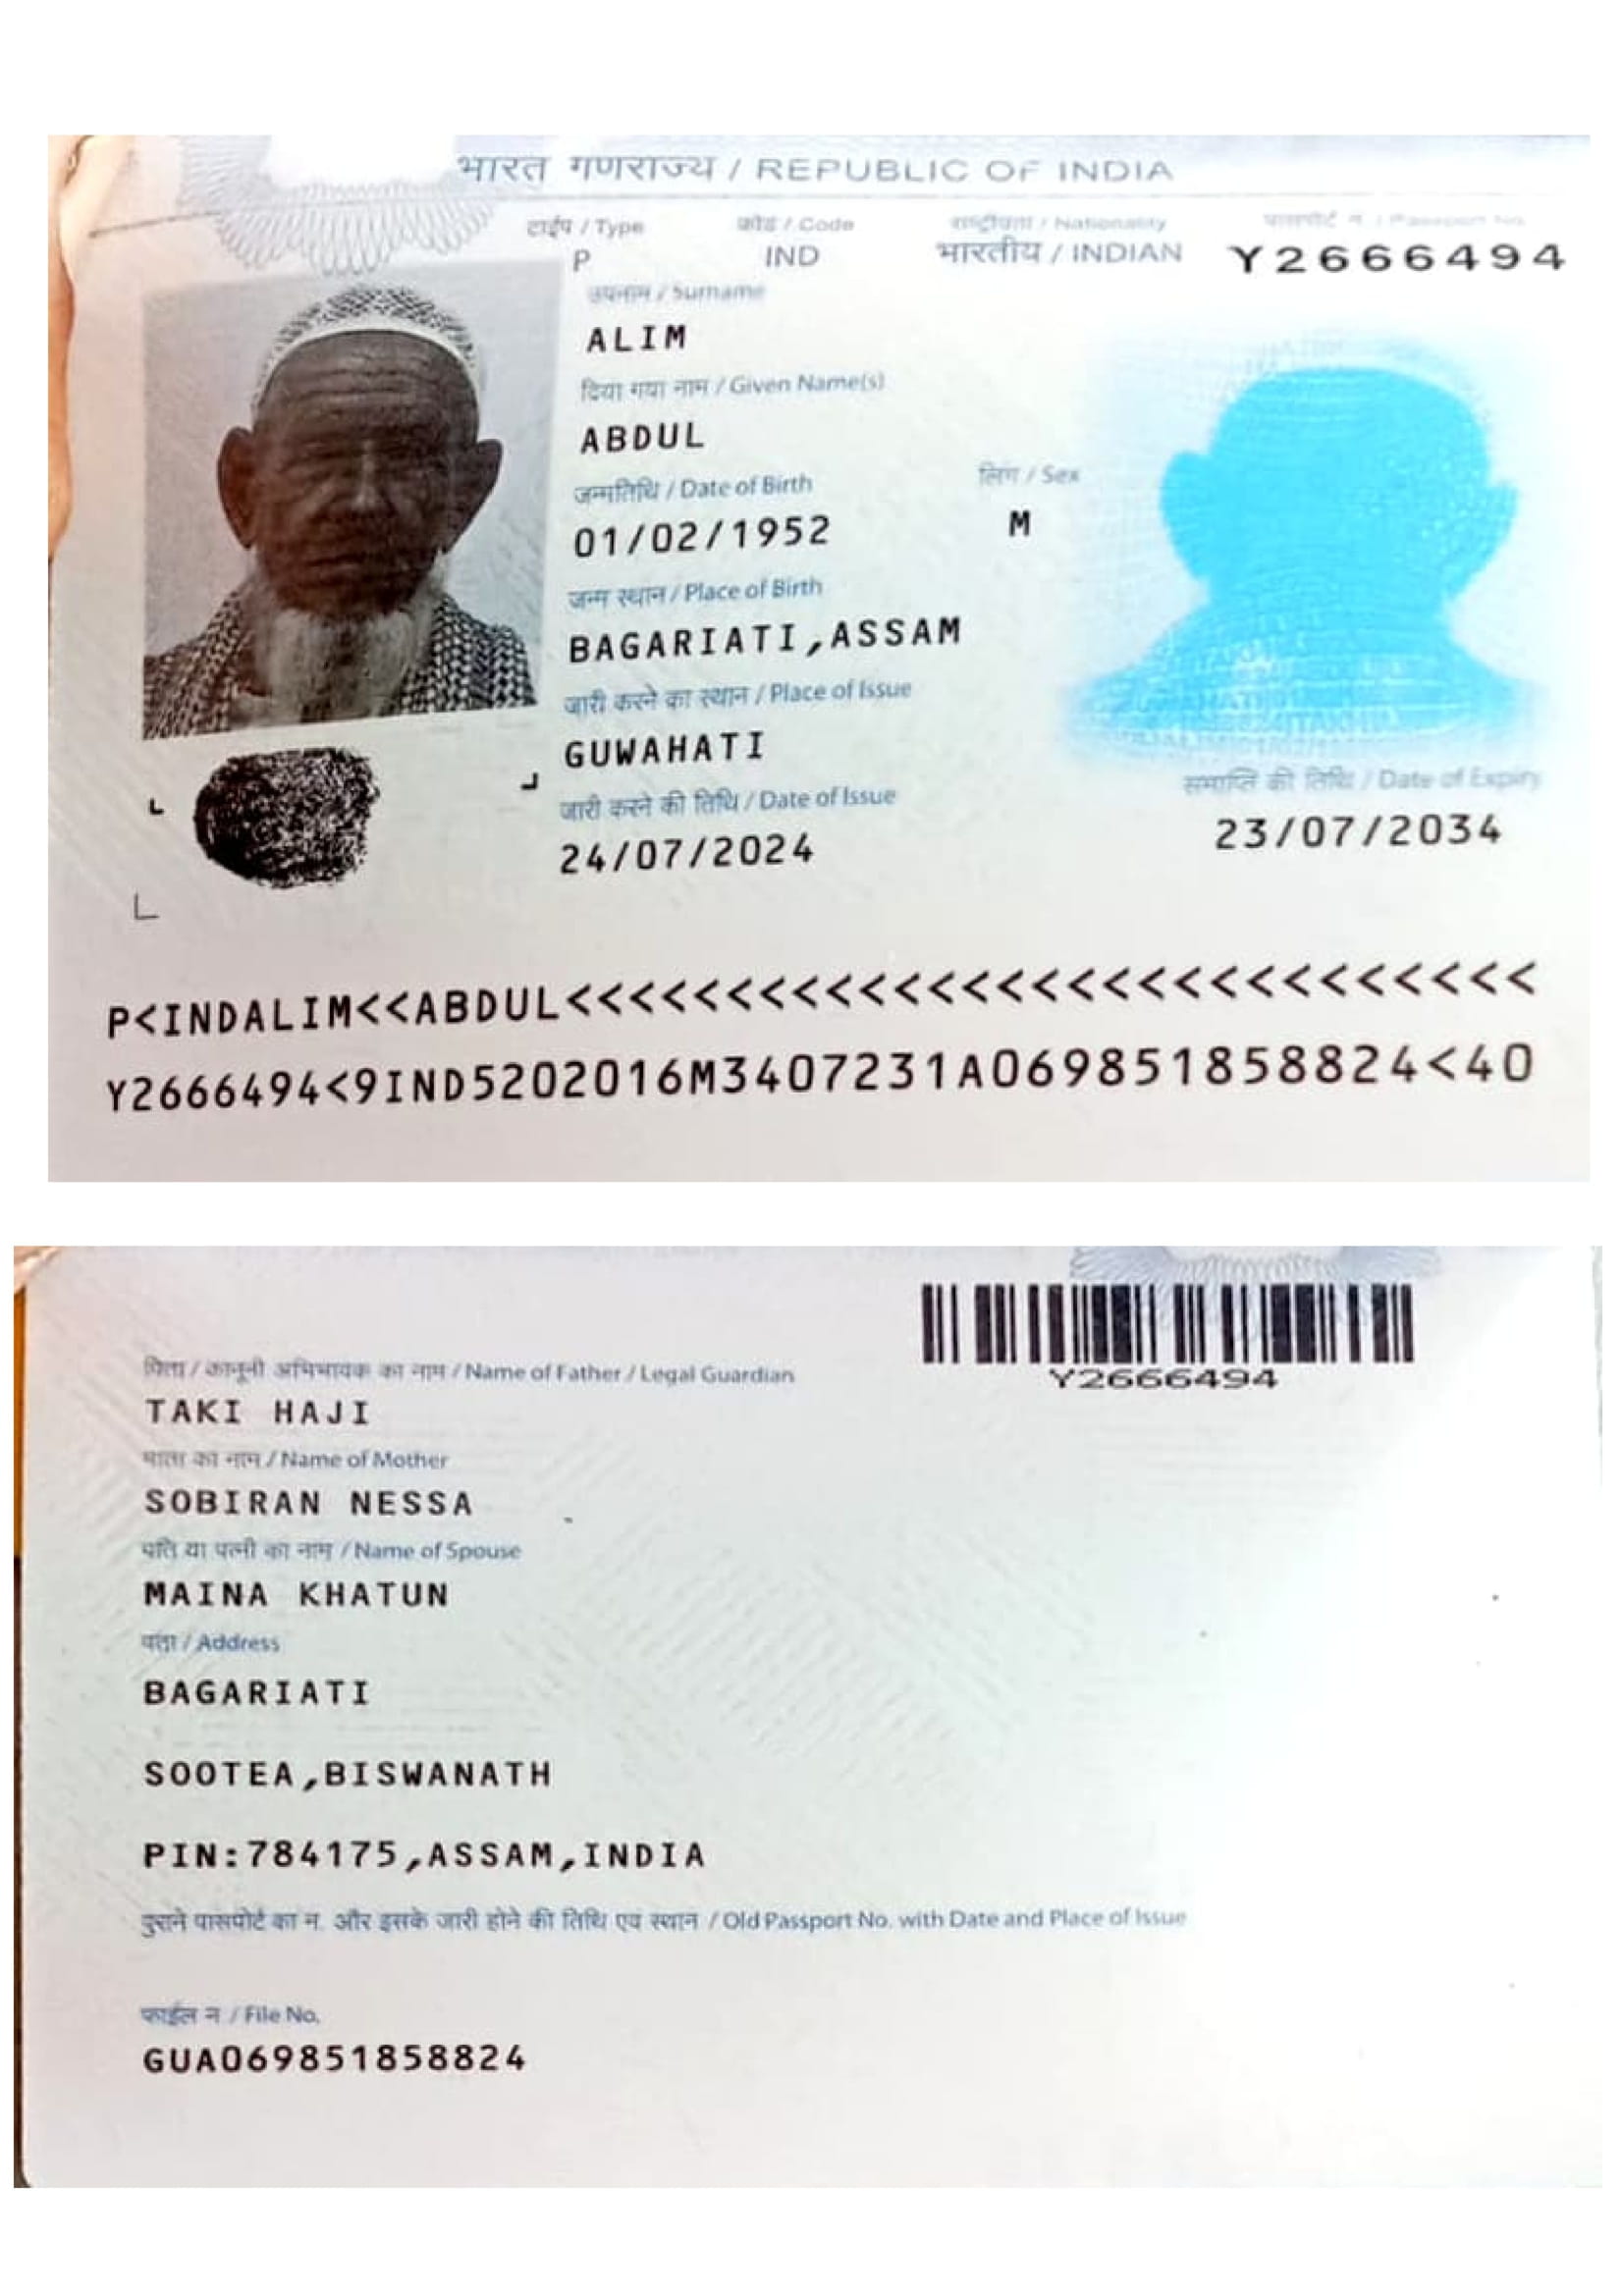 भारत गणराज्य / REPUBLIC OF INDIA
टाईप / Type
कोड / Code
राष्ट्रीयता / Nationality
पासपोर्ट न. / Passport No.
P
IND
भारतीय / INDIAN
Y2666494
उपनाम / Surname
ALIM
दिया गया नाम / Given Name(s)
ABDUL
जन्मतिथि / Date of Birth
लिंग / Sex
01/02/1952
M
जन्म स्थान / Place of Birth
BAGARIATI,ASSAM
जारी करने का स्थान / Place of Issue
GUWAHATI
जारी करने की तिथि / Date of Issue
समाप्ति की तिथि / Date of Expiry
24/07/2024
23/07/2034
P<INDALIM<<ABDUL<<<<<<<<<<<<<<<<<<<<<<<<<<<<
Y2666494<9IND5202016M3407231A069851858824<40
Y2666494
पिता / कानूनी अभिभावक का नाम / Name of Father / Legal Guardian
TAKI HAJI
माता का नाम / Name of Mother
SOBIRAN NESSA
पति या पत्नी का नाम / Name of Spouse
MAINA KHATUN
पता / Address
BAGARIATI
SOOTEA,BISWANATH
PIN:784175,ASSAM,INDIA
पुराने पासपोर्ट का न. और इसके जारी होने की तिथि एवं स्थान / Old Passport No. with Date and Place of Issue
फाईल न / File No.
GUA069851858824